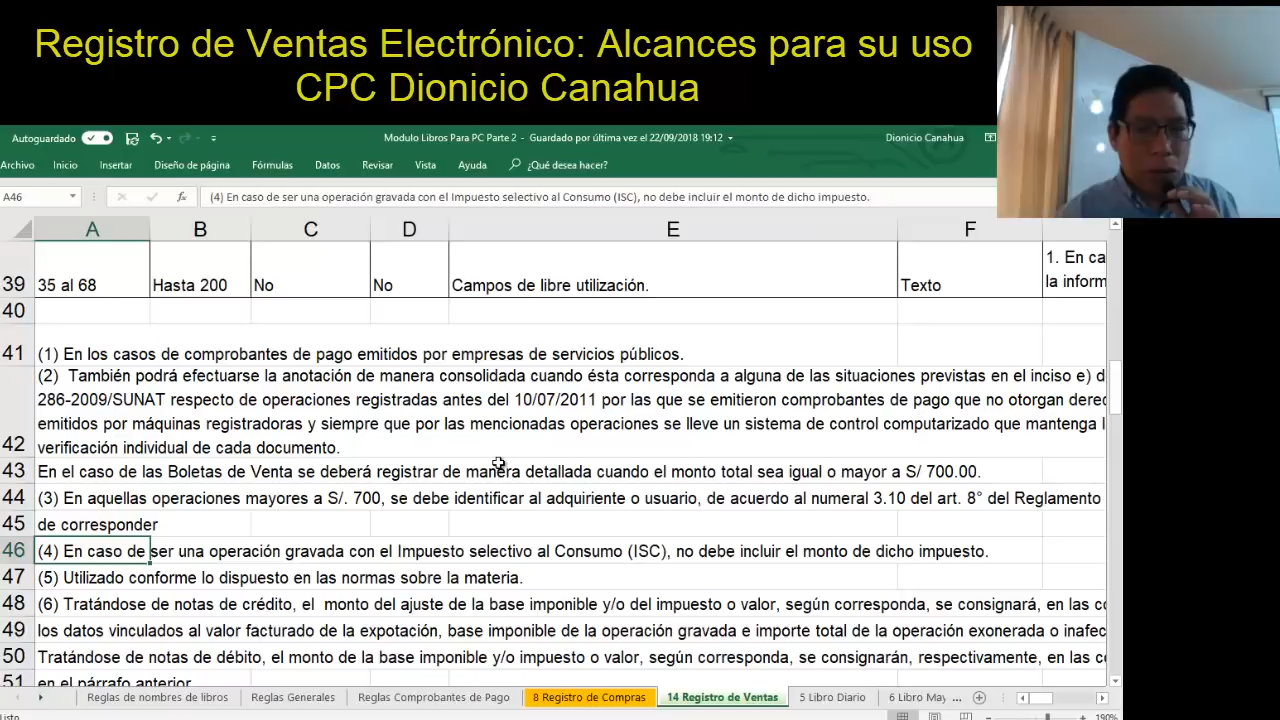 Registro de Ventas Electrónico: Alcances para su uso
CPC Dionicio Canahua
Autoguardado
Modulo Libros Para PC Parte 2 - Guardado por última vez el 22/09/2018 19:12
Dionicio Canahua
Archivo Inicio Insertar Diseño de página Fórmulas Datos Revisar Vista Ayuda ¿Qué desea hacer?
A46 fx (4) En caso de ser una operación gravada con el Impuesto selectivo al Consumo (ISC), no debe incluir el monto de dicho impuesto.
A B C D E F
1. En ca
39 35 al 68 Hasta 200 No No Campos de libre utilización. Texto la inform
40
41 (1) En los casos de comprobantes de pago emitidos por empresas de servicios públicos.
(2) También podrá efectuarse la anotación de manera consolidada cuando ésta corresponda a alguna de las situaciones previstas en el inciso e) d
286-2009/SUNAT respecto de operaciones registradas antes del 10/07/2011 por las que se emitieron comprobantes de pago que no otorgan derec
emitidos por máquinas registradoras y siempre que por las mencionadas operaciones se lleve un sistema de control computarizado que mantenga l
42 verificación individual de cada documento.
43 En el caso de las Boletas de Venta se deberá registrar de manera detallada cuando el monto total sea igual o mayor a S/ 700.00.
44 (3) En aquellas operaciones mayores a S/. 700, se debe identificar al adquiriente o usuario, de acuerdo al numeral 3.10 del art. 8° del Reglamento
45 de corresponder
46 (4) En caso de ser una operación gravada con el Impuesto selectivo al Consumo (ISC), no debe incluir el monto de dicho impuesto.
47 (5) Utilizado conforme lo dispuesto en las normas sobre la materia.
48 (6) Tratándose de notas de crédito, el monto del ajuste de la base imponible y/o del impuesto o valor, según corresponda, se consignará, en las co
49 los datos vinculados al valor facturado de la expotación, base imponible de la operación gravada e importe total de la operación exonerada o inafec
50 Tratándose de notas de débito, el monto de la base imponible y/o impuesto o valor, según corresponda, se consignarán, respectivamente, en las co
51 en el párrafo anterior
Reglas de nombres de libros Reglas Generales Reglas Comprobantes de Pago 8 Registro de Compras 14 Registro de Ventas 5 Libro Diario 6 Libro May ...
Listo 190%